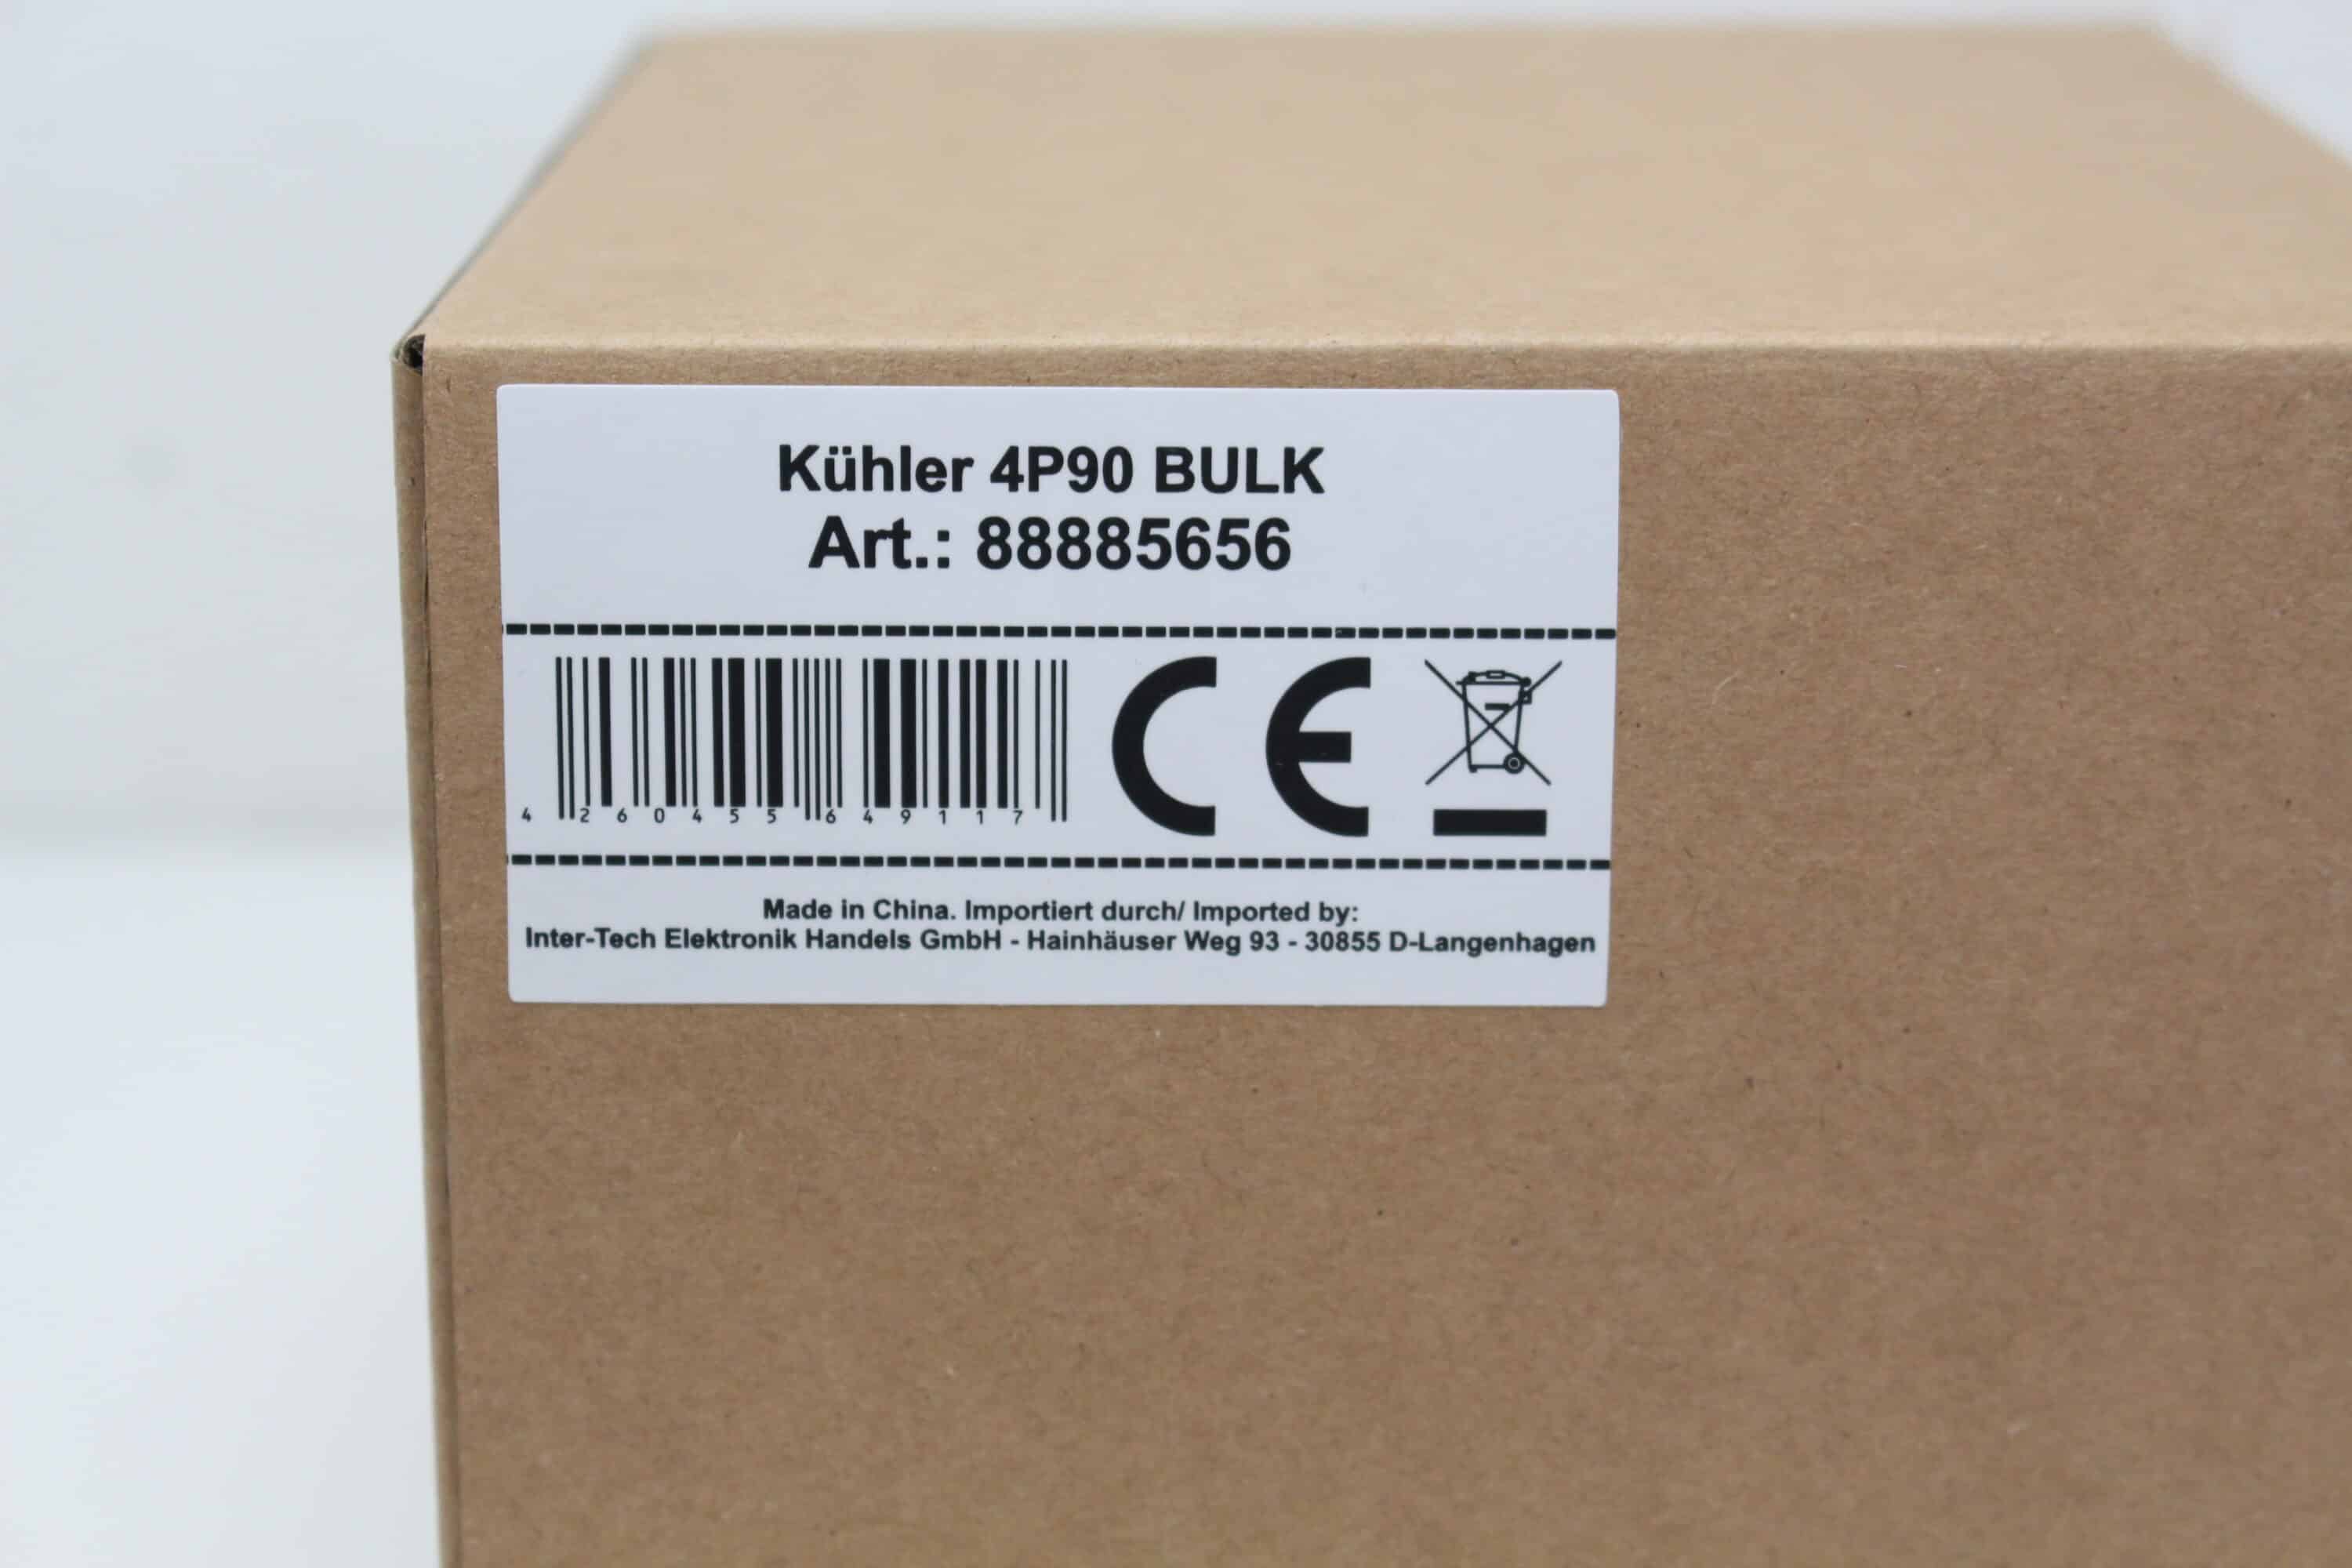 Kühler 4P90 BULK
Art.: 88885656
4 260455 649117
CE
Made in China. Importiert durch/ Imported by:
Inter-Tech Elektronik Handels GmbH - Hainhäuser Weg 93 - 30855 D-Langenhagen